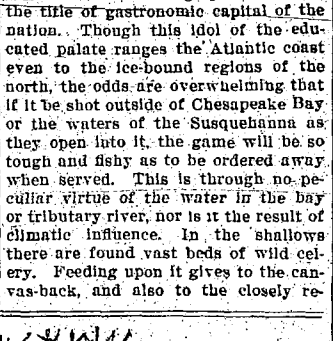 the title of gastronomic capital of the
nation. Though this idol of the edu-
cated palate ranges the Atlantic coast
even to the ice-bound regions of the
north, the odds are overwhelming that
if it be shot outside of Chesapeake Bay
or the waters of the Susquehanna as
they open into it, the game will be so
tough and fishy as to be ordered away
when served. This is through no pe-
culiar virtue of the water in the bay
or tributary river, nor is it the result of
climatic influence. In the shallows
there are found vast beds of wild cel-
ery. Feeding upon it gives to the can-
vas-back, and also to the closely re-